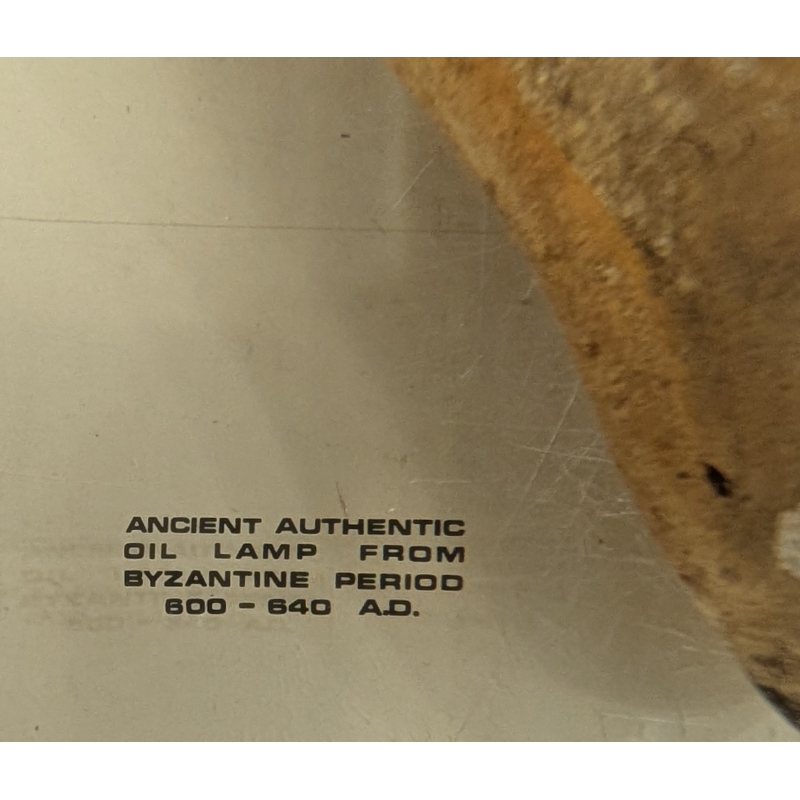 ANCIENT AUTHENTIC
OIL LAMP FROM
BYZANTINE PERIOD
600 - 640 A.D.